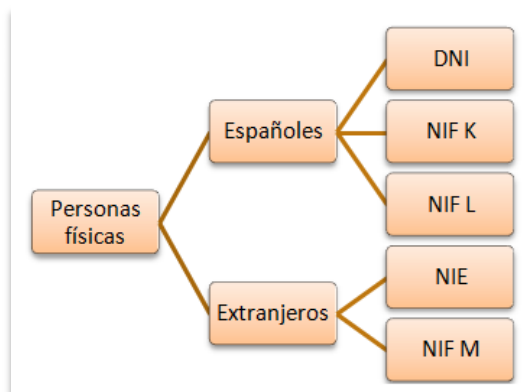 Personas
físicas
Españoles
DNI
NIF K
NIF L
Extranjeros
NIE
NIF M